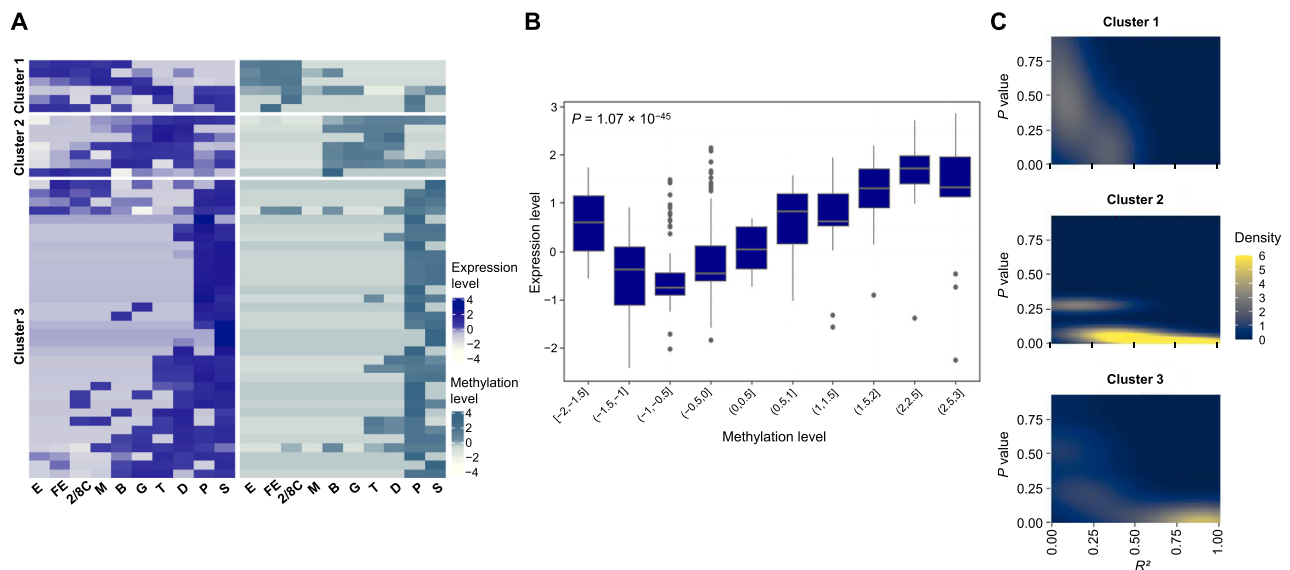 A
Cluster 1
Cluster 2
Cluster 3
E FE 2/8C M B G T D P S
E FE 2/8C M B G T D P S
Expression
level
4
2
0
−2
−4
Methylation
level
4
2
0
−2
−4
B
P = 1.07 × 10⁻⁴⁵
Expression level
3
2
1
0
−1
−2
[−2,−1.5]
(−1.5,−1]
(−1,−0.5]
(−0.5,0]
(0,0.5]
(0.5,1]
(1,1.5]
(1.5,2]
(2,2.5]
(2.5,3]
Methylation level
C
Cluster 1
P value
0.75
0.50
0.25
0.00
Cluster 2
P value
0.75
0.50
0.25
0.00
Cluster 3
P value
0.75
0.50
0.25
0.00
0.00 0.25 0.50 0.75 1.00
R²
Density
6
5
4
3
2
1
0